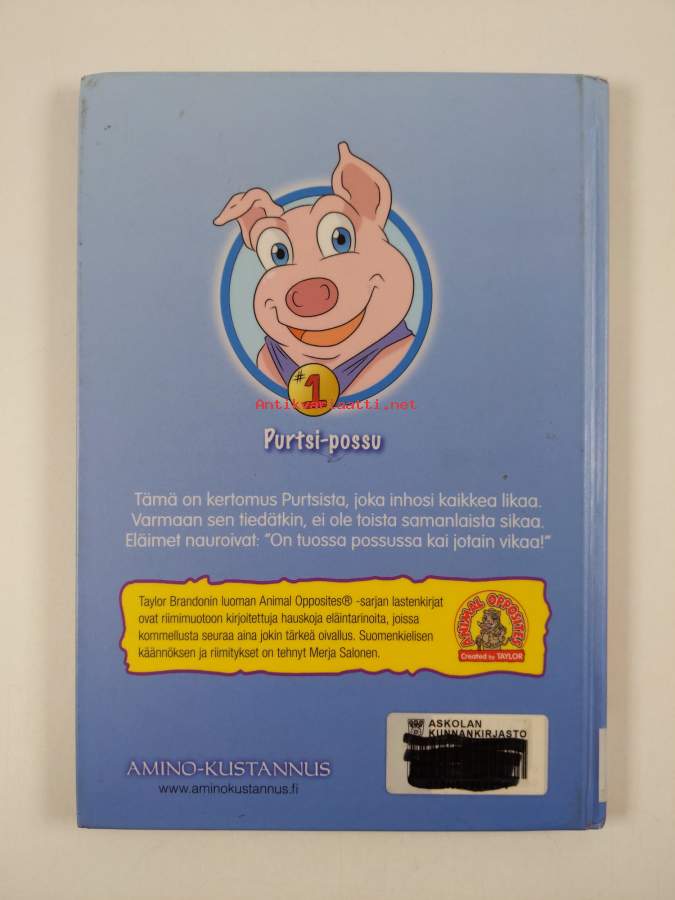 #1
Antikvariaatti.net
Purtsi-possu
Tämä on kertomus Purtsista, joka inhosi kaikkea likaa.
Varmaan sen tiedätkin, ei ole toista samanlaista sikaa.
Eläimet nauroivat: ”On tuossa possussa kai jotain vikaa!”
Taylor Brandonin luoman Animal Opposites® -sarjan lastenkirjat
ovat riimimuotoon kirjoitettuja hauskoja eläintarinoita, joissa
kommellusta seuraa aina jokin tärkeä oivallus. Suomenkielisen
käännöksen ja riimitykset on tehnyt Merja Salonen.
ANIMAL OPPOSITES
Created by TAYLOR
ASKOLAN
KUNNANKIRJASTO
AMINO-KUSTANNUS
www.aminokustannus.fi